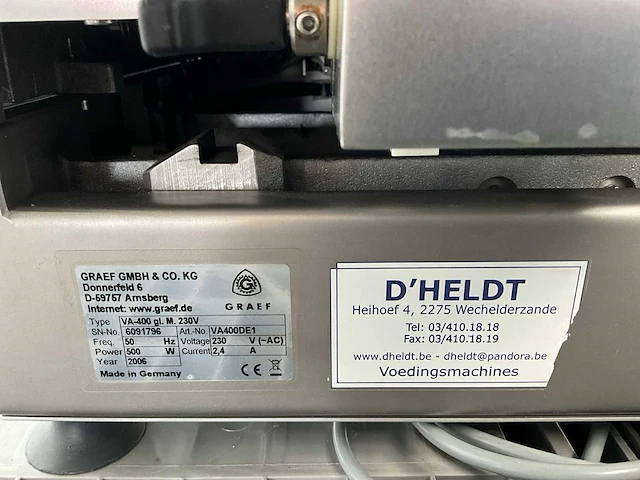 GRAEF GMBH & CO. KG
Donnerfeld 6
D-59757 Arnsberg
Internet: www.graef.de
GRAEF
Type VA-400 gl. M. 230V
SN-No. 6091796 Art.-No. VA400DE1
Freq. 50 Hz Voltage 230 V (~AC)
Power 500 W Current 2,4 A
Year 2006
Made in Germany CE
D'HELDT
Heihoef 4, 2275 Wechelderzande
Tel: 03/410.18.18
Fax: 03/410.18.19
www.dheldt.be - dheldt@pandora.be
Voedingsmachines